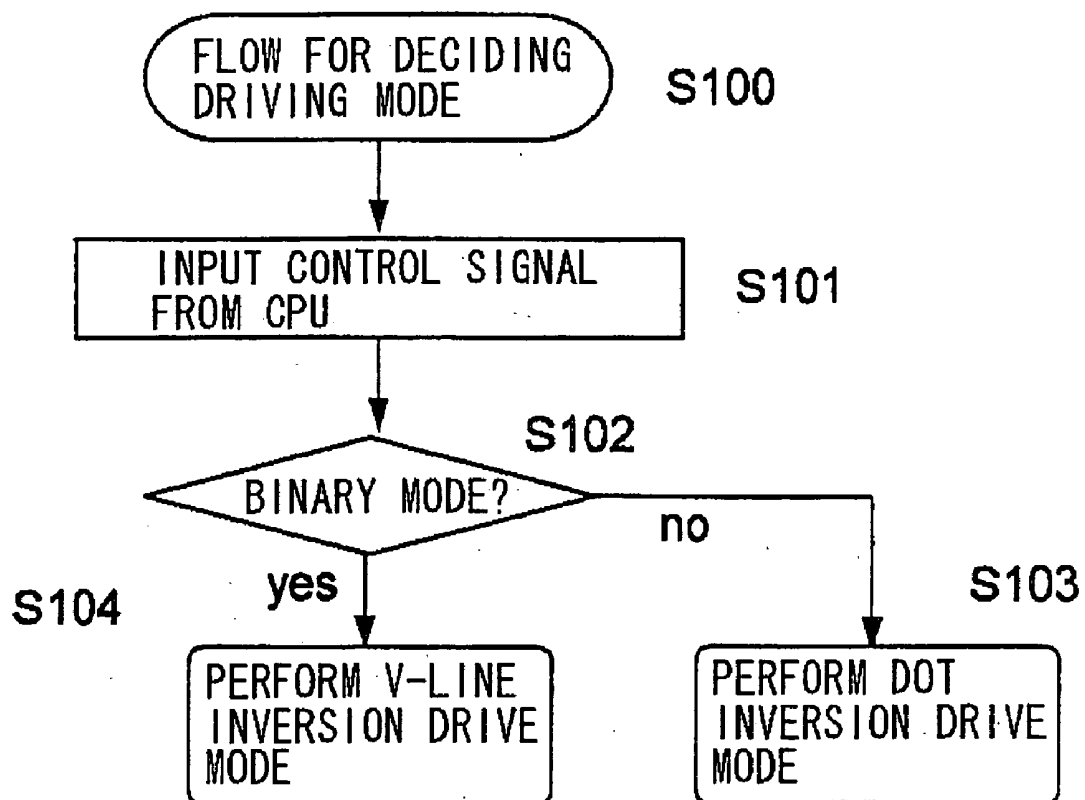 FLOW FOR DECIDING
DRIVING MODE
S100
INPUT CONTROL SIGNAL
FROM CPU
S101
S102
BINARY MODE?
no
yes
S104
S103
PERFORM V-LINE
INVERSION DRIVE
MODE
PERFORM DOT
INVERSION DRIVE
MODE